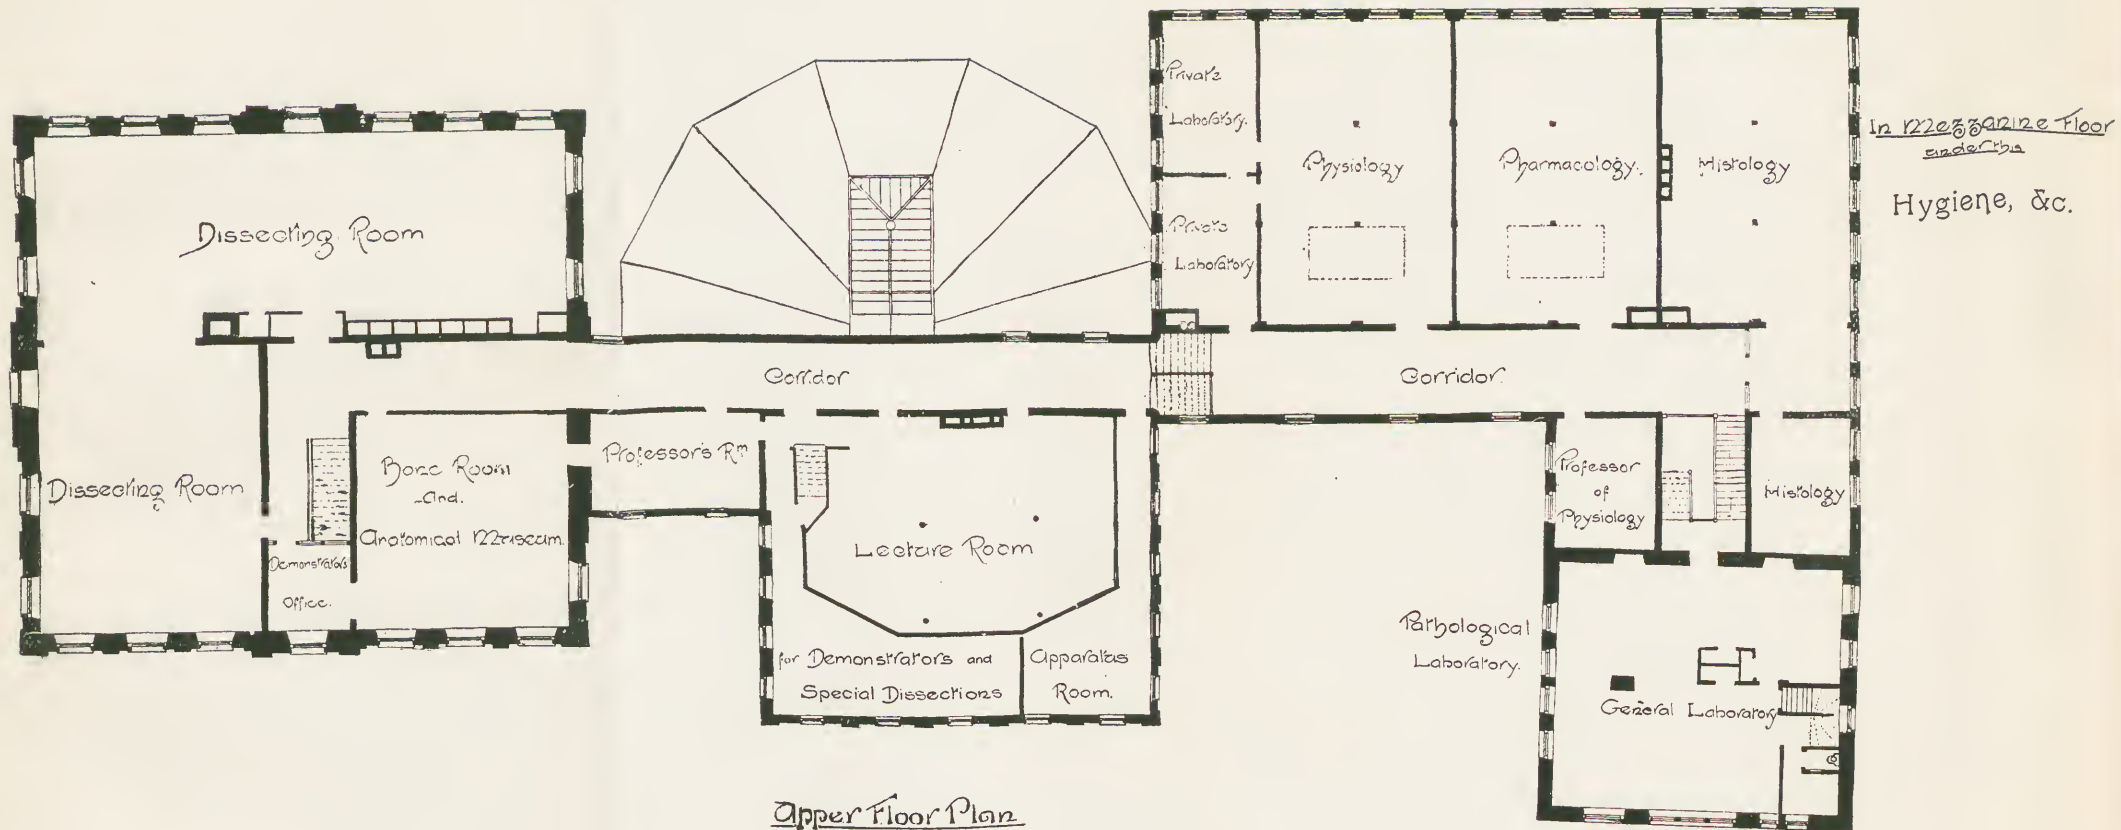 Private
Laboratory.
Private
Laboratory
Physiology
Pharmacology.
Histology
In Mezzanine Floor
under this
Hygiene, &c.
Dissecting Room
Corridor
Corridor.
Dissecting Room
Bone Room
and.
Anatomical Museum.
Demonstrators
Office.
Professor's Rm
Lecture Room
for Demonstrators and
Special Dissections
Apparatus
Room.
Professor
of
Physiology
Histology
Pathological
Laboratory.
General Laboratory
Upper Floor Plan